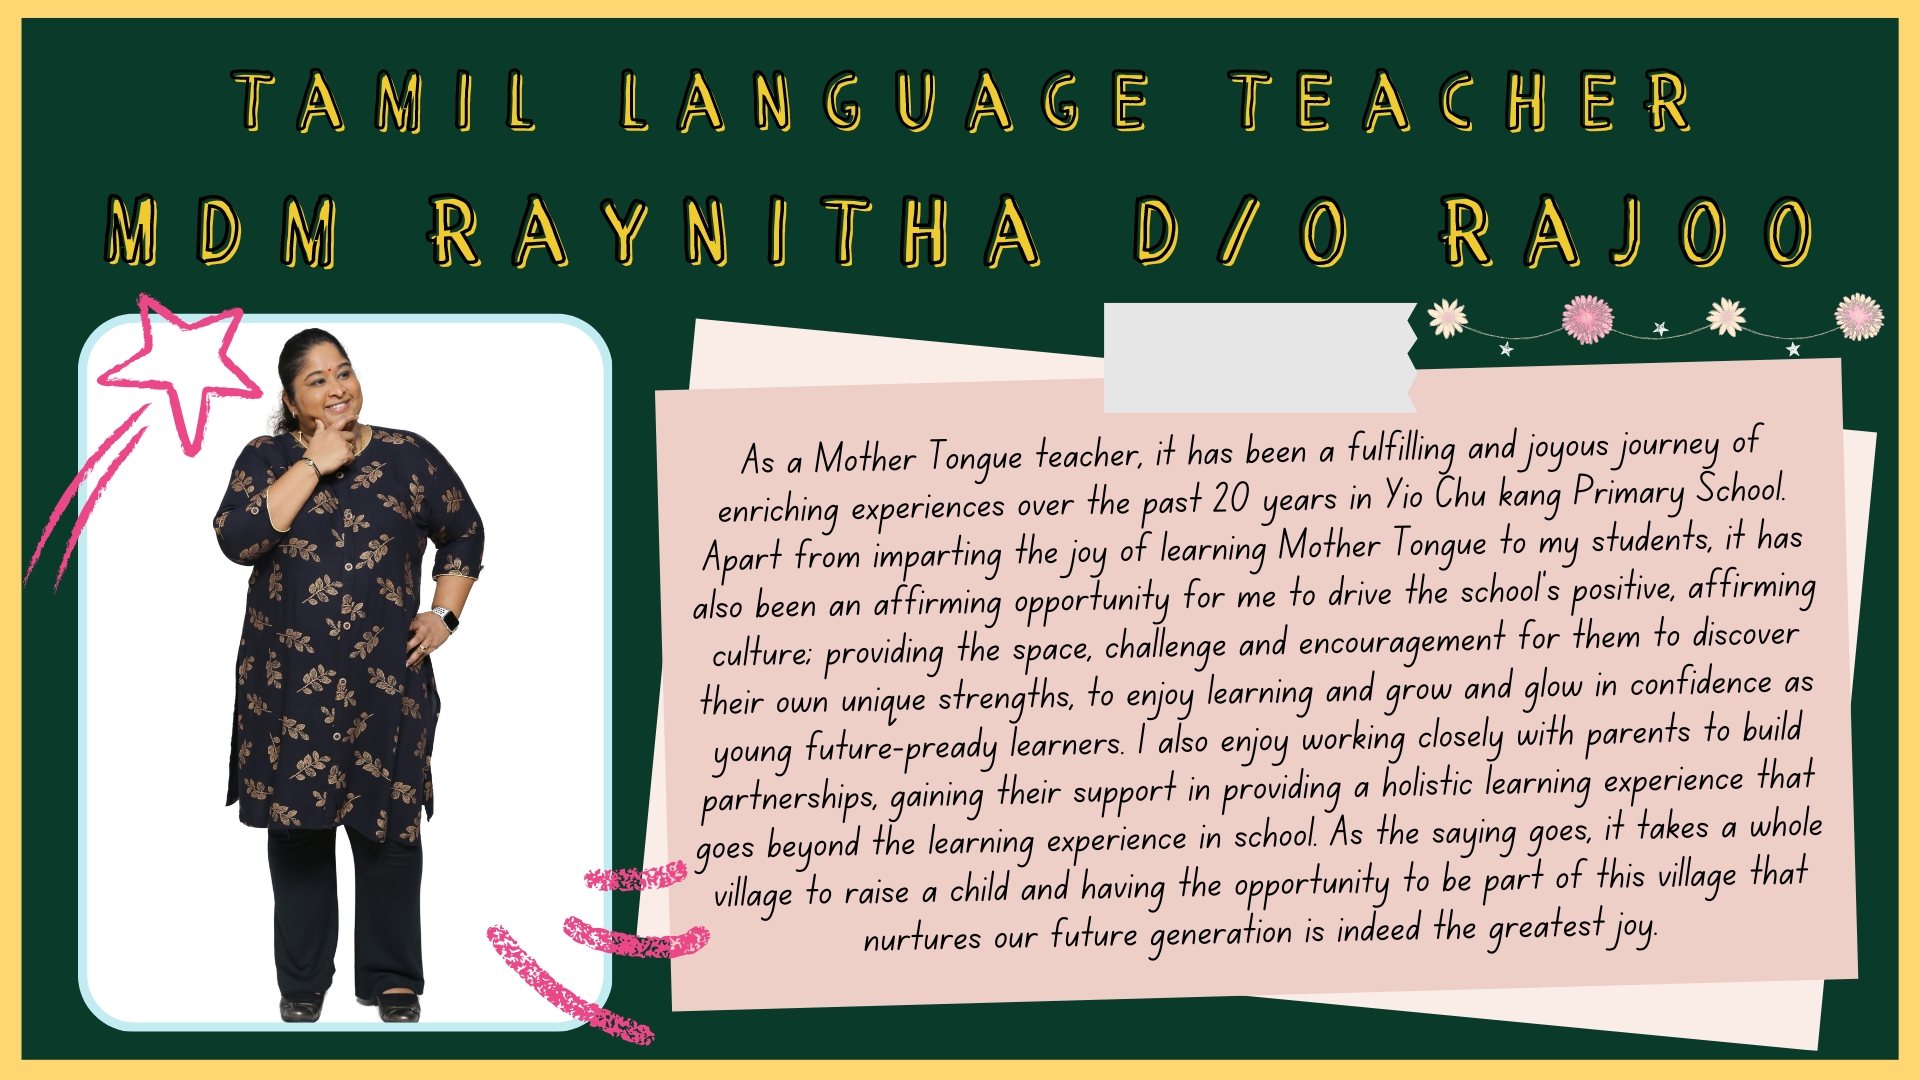 TAMIL LANGUAGE TEACHER
MDM RAYNITHA D/O RAJOO
As a Mother Tongue teacher, it has been a fulfilling and joyous journey of
enriching experiences over the past 20 years in Yio Chu kang Primary School.
Apart from imparting the joy of learning Mother Tongue to my students, it has
also been an affirming opportunity for me to drive the school's positive, affirming
culture; providing the space, challenge and encouragement for them to discover
their own unique strengths, to enjoy learning and grow and glow in confidence as
young future-pready learners. I also enjoy working closely with parents to build
partnerships, gaining their support in providing a holistic learning experience that
goes beyond the learning experience in school. As the saying goes, it takes a whole
village to raise a child and having the opportunity to be part of this village that
nurtures our future generation is indeed the greatest joy.